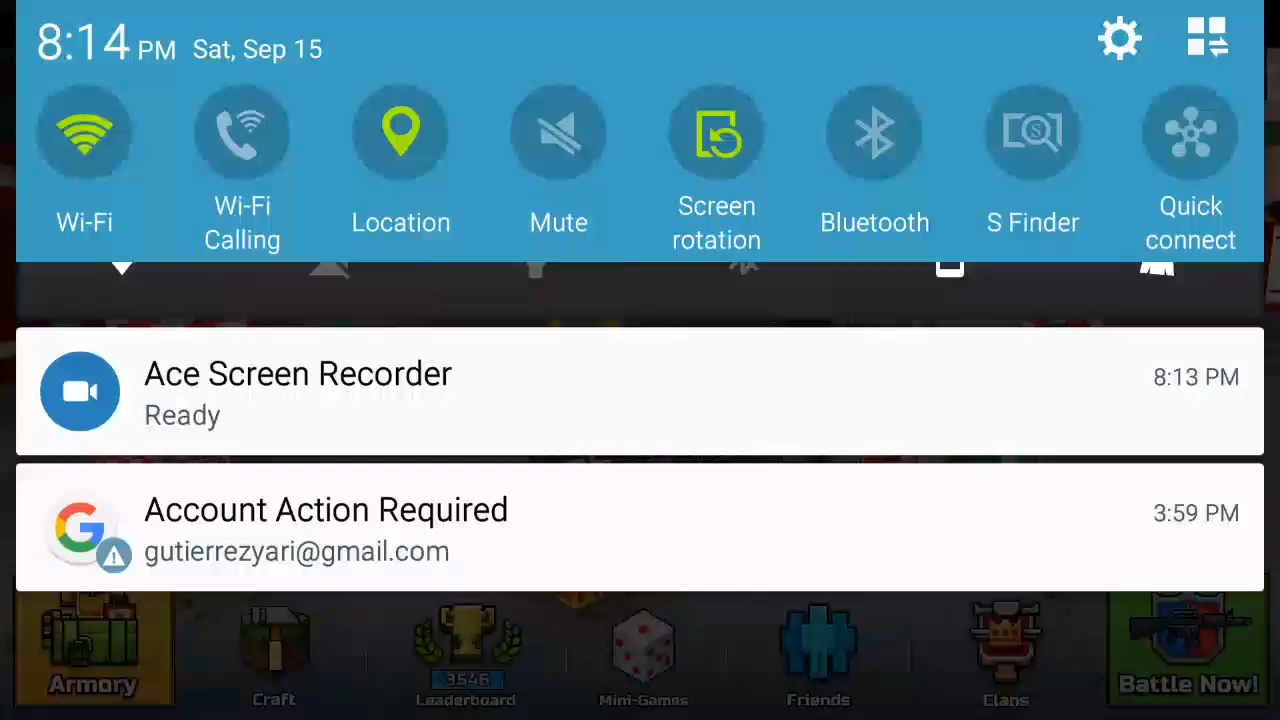 8:14 PM Sat, Sep 15
Wi-Fi
Wi-Fi
Calling
Location
Mute
Screen
rotation
Bluetooth
S Finder
Quick
connect
Ace Screen Recorder
8:13 PM
Ready
Account Action Required
3:59 PM
gutierrezyari@gmail.com
Armory
Craft
3546
Leaderboard
Mini-Games
Friends
Clans
Battle Now!